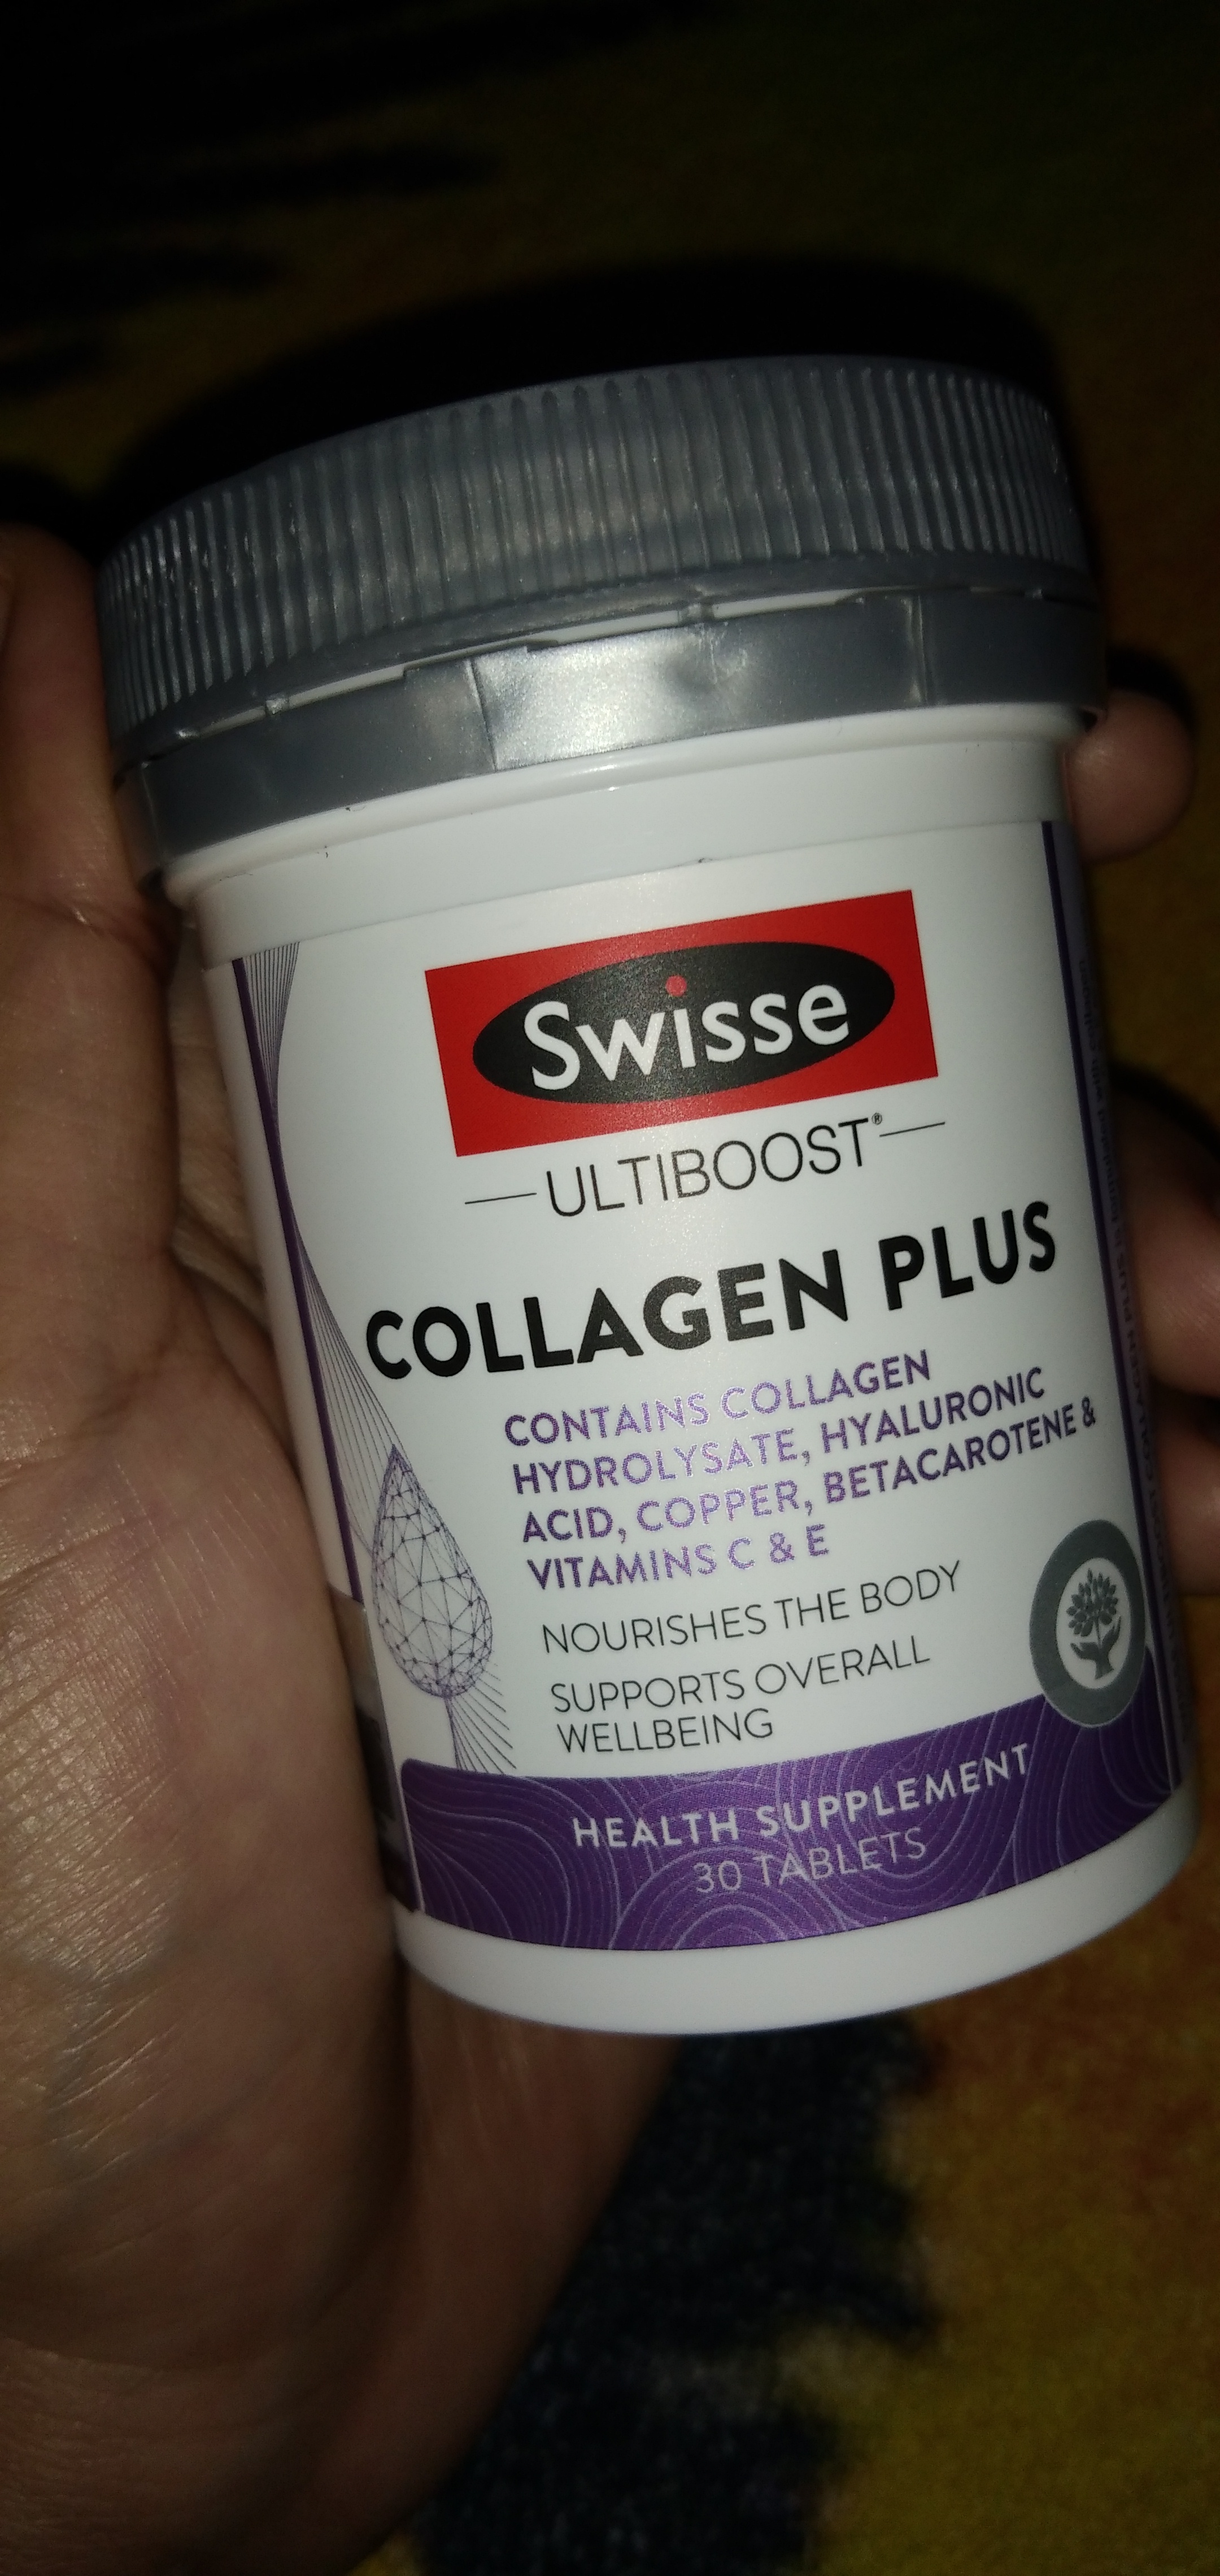 Swisse
ULTIBOOST®
COLLAGEN PLUS
CONTAINS COLLAGEN
HYDROLYSATE, HYALURONIC
ACID, COPPER, BETACAROTENE &
VITAMINS C & E
NOURISHES THE BODY
SUPPORTS OVERALL
WELLBEING
HEALTH SUPPLEMENT
30 TABLETS